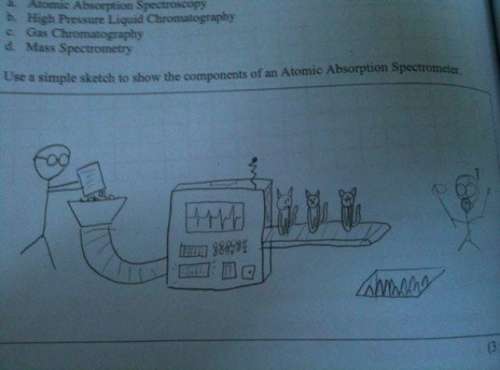 a. Atomic Absorption Spectroscopy
b. High Pressure Liquid Chromatography
c. Gas Chromatography
d. Mass Spectrometry
Use a simple sketch to show the components of an Atomic Absorption Spectrometer.
(3